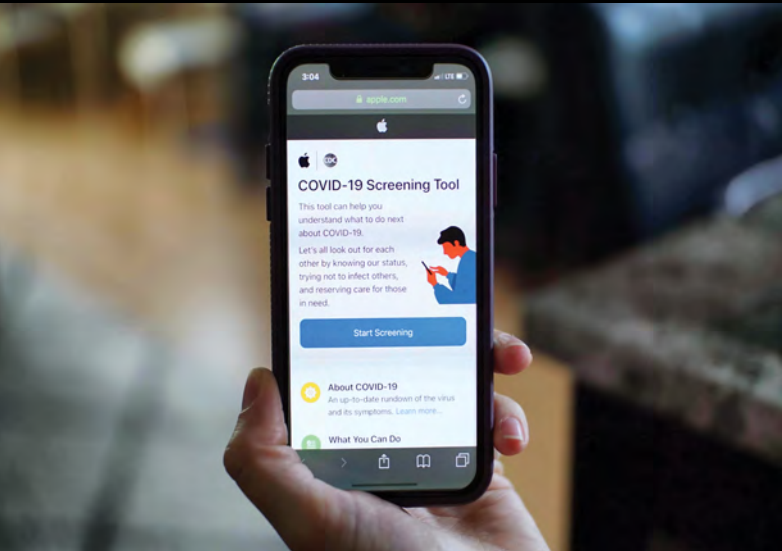 3:04
LTE
apple.com
CDC
COVID-19 Screening Tool
This tool can help you
understand what to do next
about COVID-19.
Let's all look out for each
other by knowing our status,
trying not to infect others,
and reserving care for those
in need.
Start Screening
About COVID-19
An up-to-date rundown of the virus
and its symptoms. Learn more...
What You Can Do